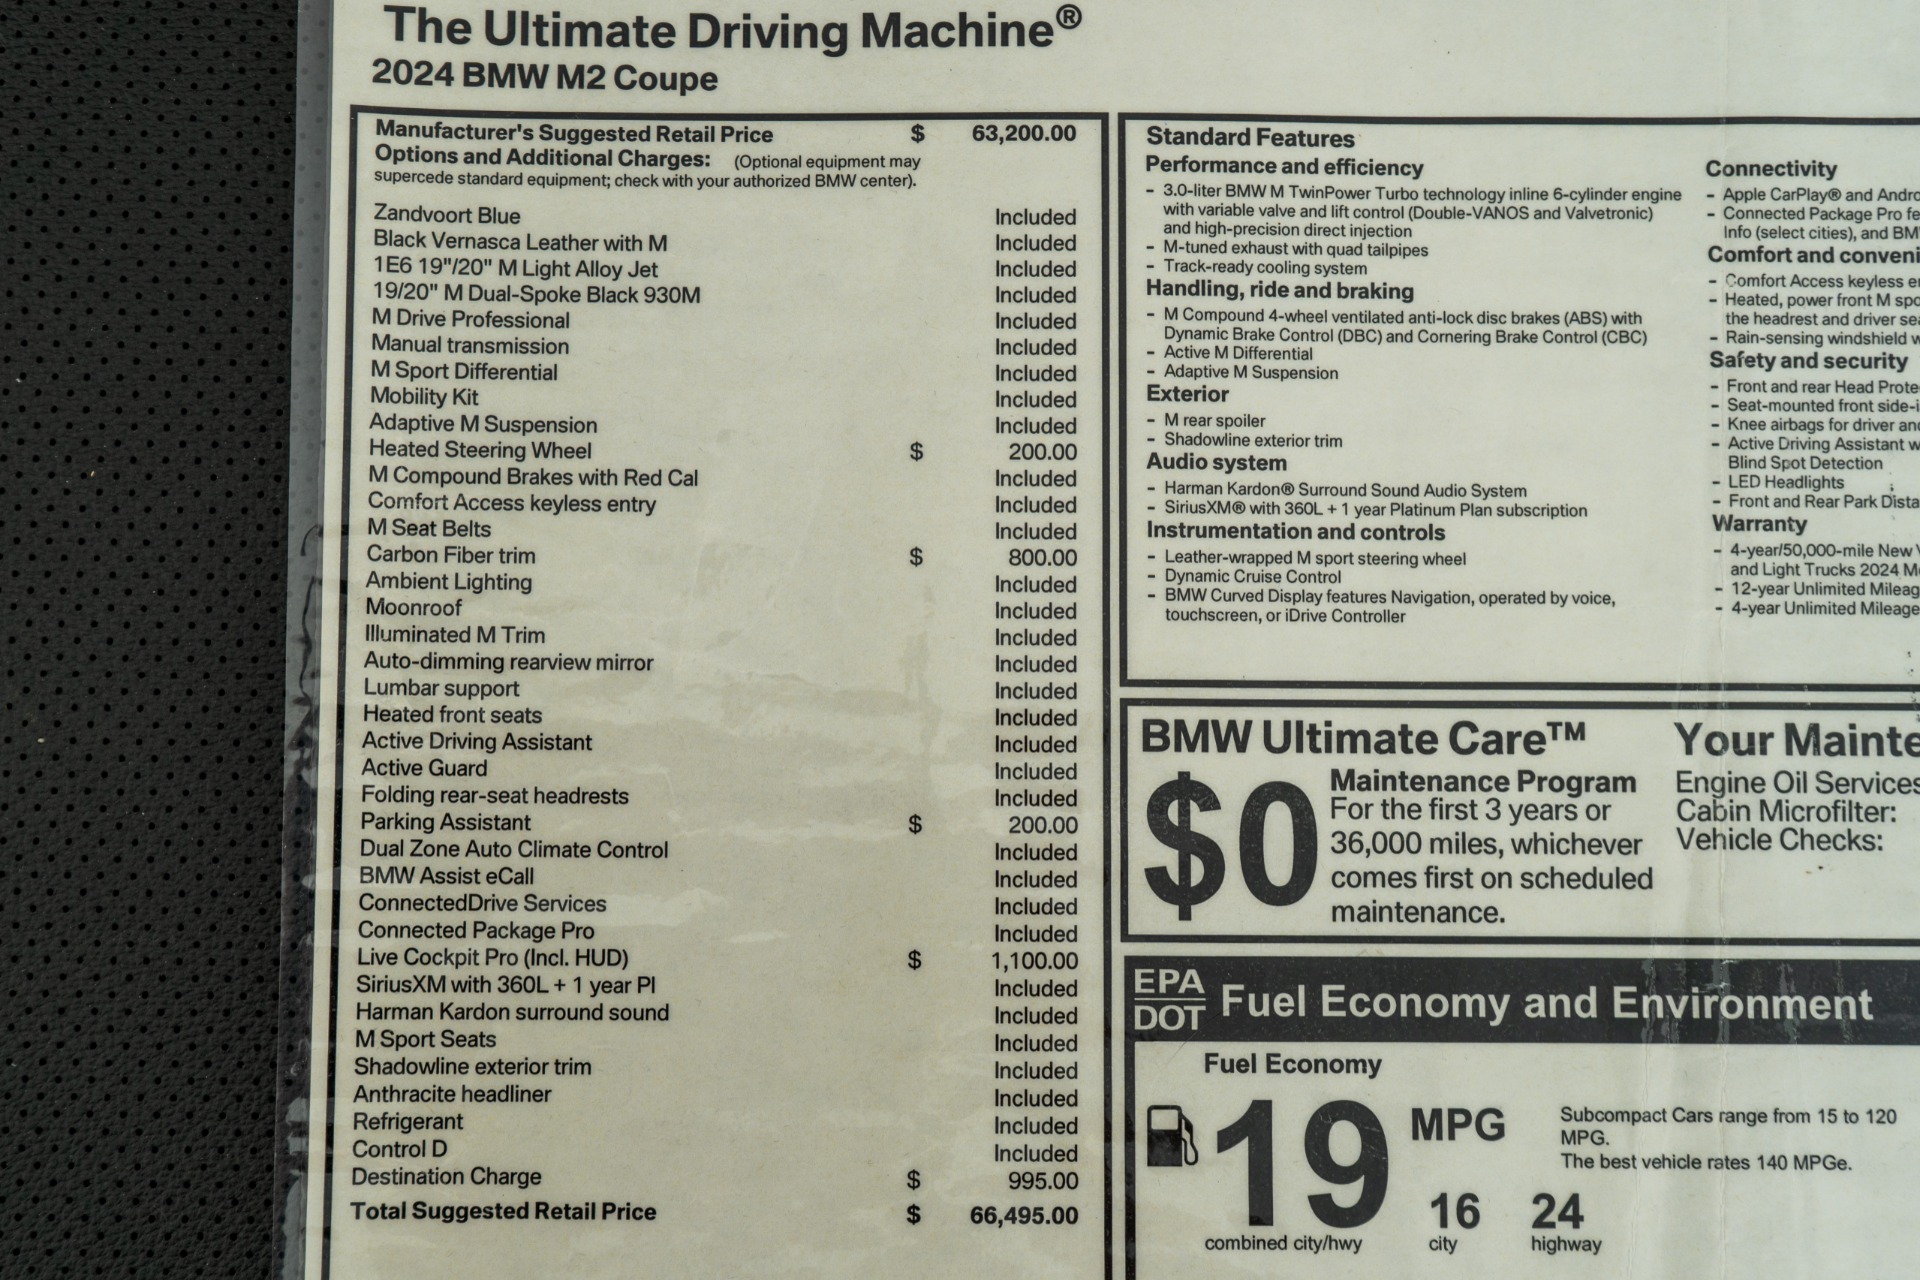 The Ultimate Driving Machine®
2024 BMW M2 Coupe
Manufacturer's Suggested Retail Price $ 63,200.00
Options and Additional Charges: (Optional equipment may
supercede standard equipment; check with your authorized BMW center).
Zandvoort Blue Included
Black Vernasca Leather with M Included
1E6 19"/20" M Light Alloy Jet Included
19/20" M Dual-Spoke Black 930M Included
M Drive Professional Included
Manual transmission Included
M Sport Differential Included
Mobility Kit Included
Adaptive M Suspension Included
Heated Steering Wheel $ 200.00
M Compound Brakes with Red Cal Included
Comfort Access keyless entry Included
M Seat Belts Included
Carbon Fiber trim $ 800.00
Ambient Lighting Included
Moonroof Included
Illuminated M Trim Included
Auto-dimming rearview mirror Included
Lumbar support Included
Heated front seats Included
Active Driving Assistant Included
Active Guard Included
Folding rear-seat headrests Included
Parking Assistant $ 200.00
Dual Zone Auto Climate Control Included
BMW Assist eCall Included
ConnectedDrive Services Included
Connected Package Pro Included
Live Cockpit Pro (Incl. HUD) $ 1,100.00
SiriusXM with 360L + 1 year Pl Included
Harman Kardon surround sound Included
M Sport Seats Included
Shadowline exterior trim Included
Anthracite headliner Included
Refrigerant Included
Control D Included
Destination Charge $ 995.00
Total Suggested Retail Price $ 66,495.00
Standard Features
Performance and efficiency
- 3.0-liter BMW M TwinPower Turbo technology inline 6-cylinder engine
with variable valve and lift control (Double-VANOS and Valvetronic)
and high-precision direct injection
- M-tuned exhaust with quad tailpipes
- Track-ready cooling system
Handling, ride and braking
- M Compound 4-wheel ventilated anti-lock disc brakes (ABS) with
Dynamic Brake Control (DBC) and Cornering Brake Control (CBC)
- Active M Differential
- Adaptive M Suspension
Exterior
- M rear spoiler
- Shadowline exterior trim
Audio system
- Harman Kardon® Surround Sound Audio System
- SiriusXM® with 360L + 1 year Platinum Plan subscription
Instrumentation and controls
- Leather-wrapped M sport steering wheel
- Dynamic Cruise Control
- BMW Curved Display features Navigation, operated by voice,
touchscreen, or iDrive Controller
Connectivity
- Apple CarPlay® and Andro
- Connected Package Pro fe
Info (select cities), and BM
Comfort and conveni
- Comfort Access keyless e
- Heated, power front M spo
the headrest and driver sea
- Rain-sensing windshield w
Safety and security
- Front and rear Head Prote
- Seat-mounted front side-i
- Knee airbags for driver and
- Active Driving Assistant w
Blind Spot Detection
- LED Headlights
- Front and Rear Park Dista
Warranty
- 4-year/50,000-mile New V
and Light Trucks 2024 M
- 12-year Unlimited Mileag
- 4-year Unlimited Mileage
BMW Ultimate Care™
$0
Maintenance Program
For the first 3 years or
36,000 miles, whichever
comes first on scheduled
maintenance.
Your Mainte
Engine Oil Services
Cabin Microfilter:
Vehicle Checks:
EPA
DOT
Fuel Economy and Environment
Fuel Economy
19 MPG
combined city/hwy
16
city
24
highway
Subcompact Cars range from 15 to 120
MPG.
The best vehicle rates 140 MPGe.